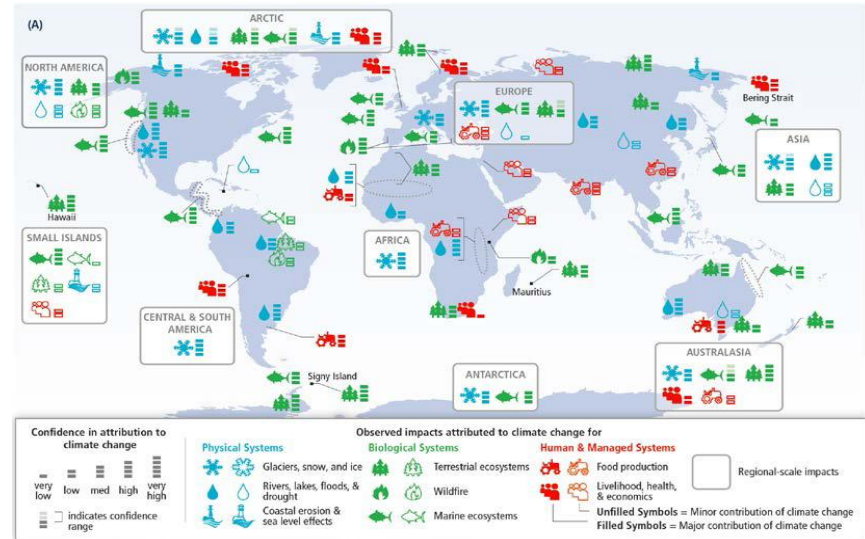 (A)
ARCTIC
NORTH AMERICA
EUROPE
Bering Strait
ASIA
Hawaii
SMALL ISLANDS
AFRICA
Mauritius
CENTRAL & SOUTH
AMERICA
Signy Island
ANTARCTICA
AUSTRALASIA
Confidence in attribution to
climate change
very
low
low
med
high
very
high
indicates confidence
range
Observed impacts attributed to climate change for
Physical Systems
Glaciers, snow, and ice
Rivers, lakes, floods, &
drought
Coastal erosion &
sea level effects
Biological Systems
Terrestrial ecosystems
Wildfire
Marine ecosystems
Human & Managed Systems
Food production
Livelihood, health,
& economics
Regional-scale
impacts
Unfilled Symbols = Minor contribution of climate change
Filled Symbols = Major contribution of climate change